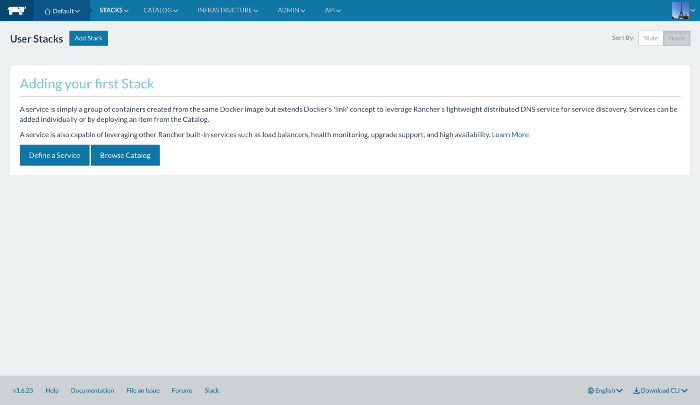 Default
STACKS
CATALOG
INFRASTRUCTURE
ADMIN
API
User Stacks
Add Stack
Sort By:
State
Name
Adding your first Stack
A service is simply a group of containers created from the same Docker image but extends Docker's 'link' concept to leverage Rancher's lightweight distributed DNS service for service discovery. Services can be
added individually or by deploying an item from the Catalog.
A service is also capable of leveraging other Rancher built-in services such as load balancers, health monitoring, upgrade support, and high availability. Learn More
Define a Service
Browse Catalog
v1.6.25
Help
Documentation
File an Issue
Forums
Slack
English
Download CLI